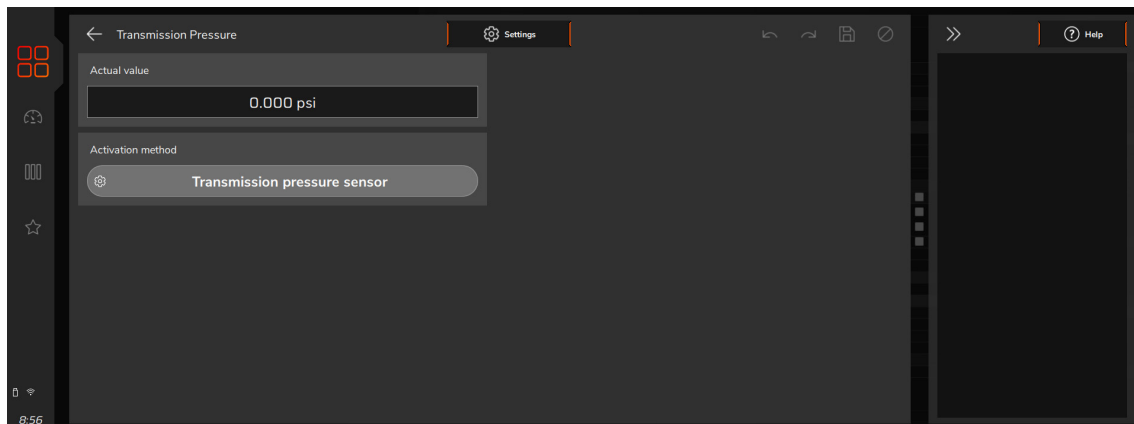 Transmission Pressure
Settings
Help
Actual value
0.000 psi
Activation method
Transmission pressure sensor
8:56